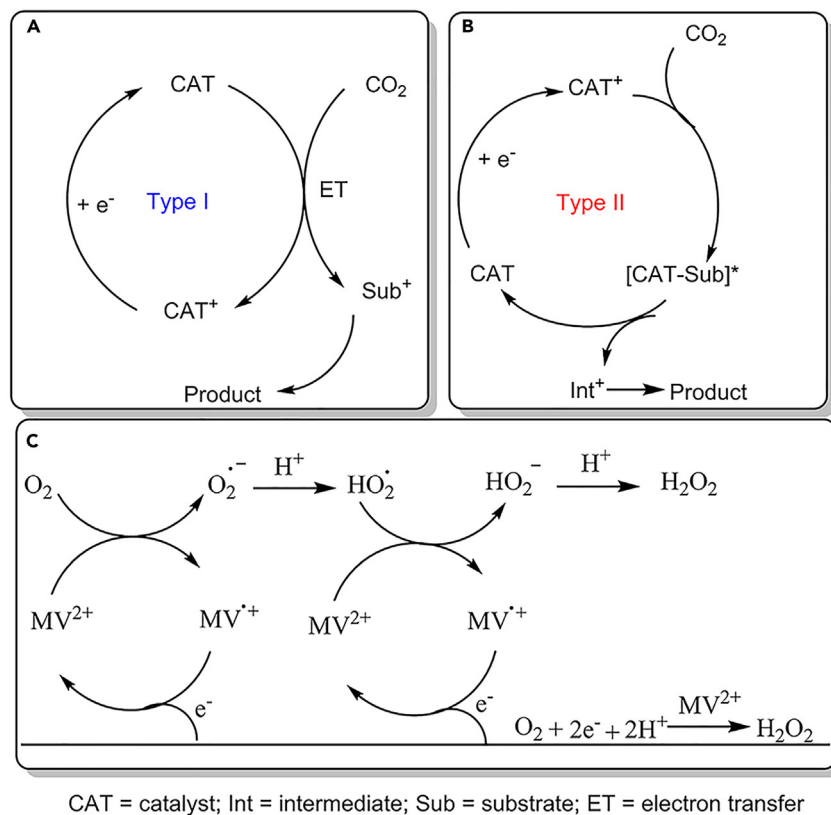 A
CAT
CO₂
+ e⁻
Type I
ET
CAT⁺
Sub⁺
Product
B
CO₂
CAT⁺
+ e⁻
Type II
CAT
[CAT-Sub]*
Int⁺
Product
C
O₂ O₂•⁻ H⁺ HO₂• HO₂⁻ H⁺ H₂O₂
MV²⁺ MV•⁺ MV²⁺ MV•⁺
e⁻ e⁻
O₂ + 2e⁻ + 2H⁺ MV²⁺ H₂O₂
CAT = catalyst; Int = intermediate; Sub = substrate; ET = electron transfer